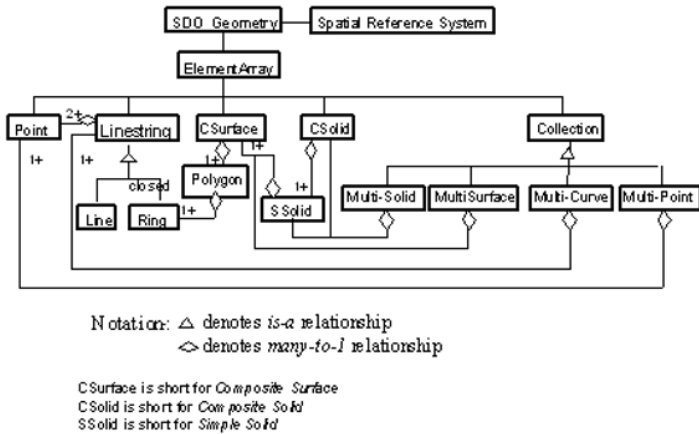 SDO Geometry
Spatial Reference System
ElementArray
Point
2+
Linestring
CSurface
CSolid
Collection
1+
1+
1+
1+
closed
Polygon
1+
Multi-Solid
MultiSurface
Multi-Curve
Multi-Point
Line
Ring
1+
SSolid
Notation: denotes is-a relationship
denotes many-to-1 relationship
CSurface is short for Composite Surface
CSolid is short for Composite Solid
SSolid is short for Simple Solid